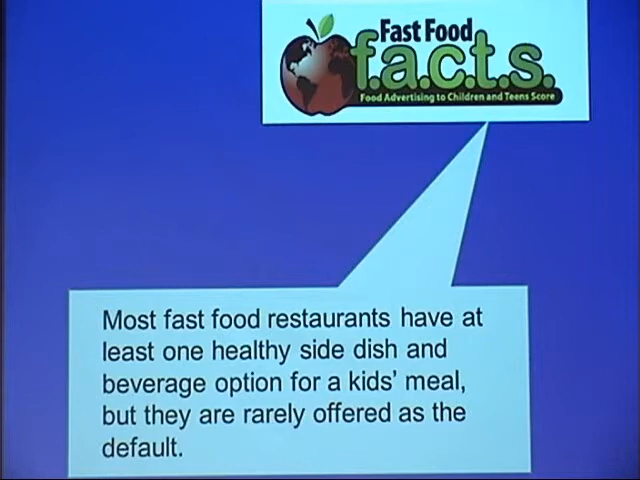 Fast Food
f.a.c.t.s.
Food Advertising to Children and Teens Score
Most fast food restaurants have at
least one healthy side dish and
beverage option for a kids' meal,
but they are rarely offered as the
default.